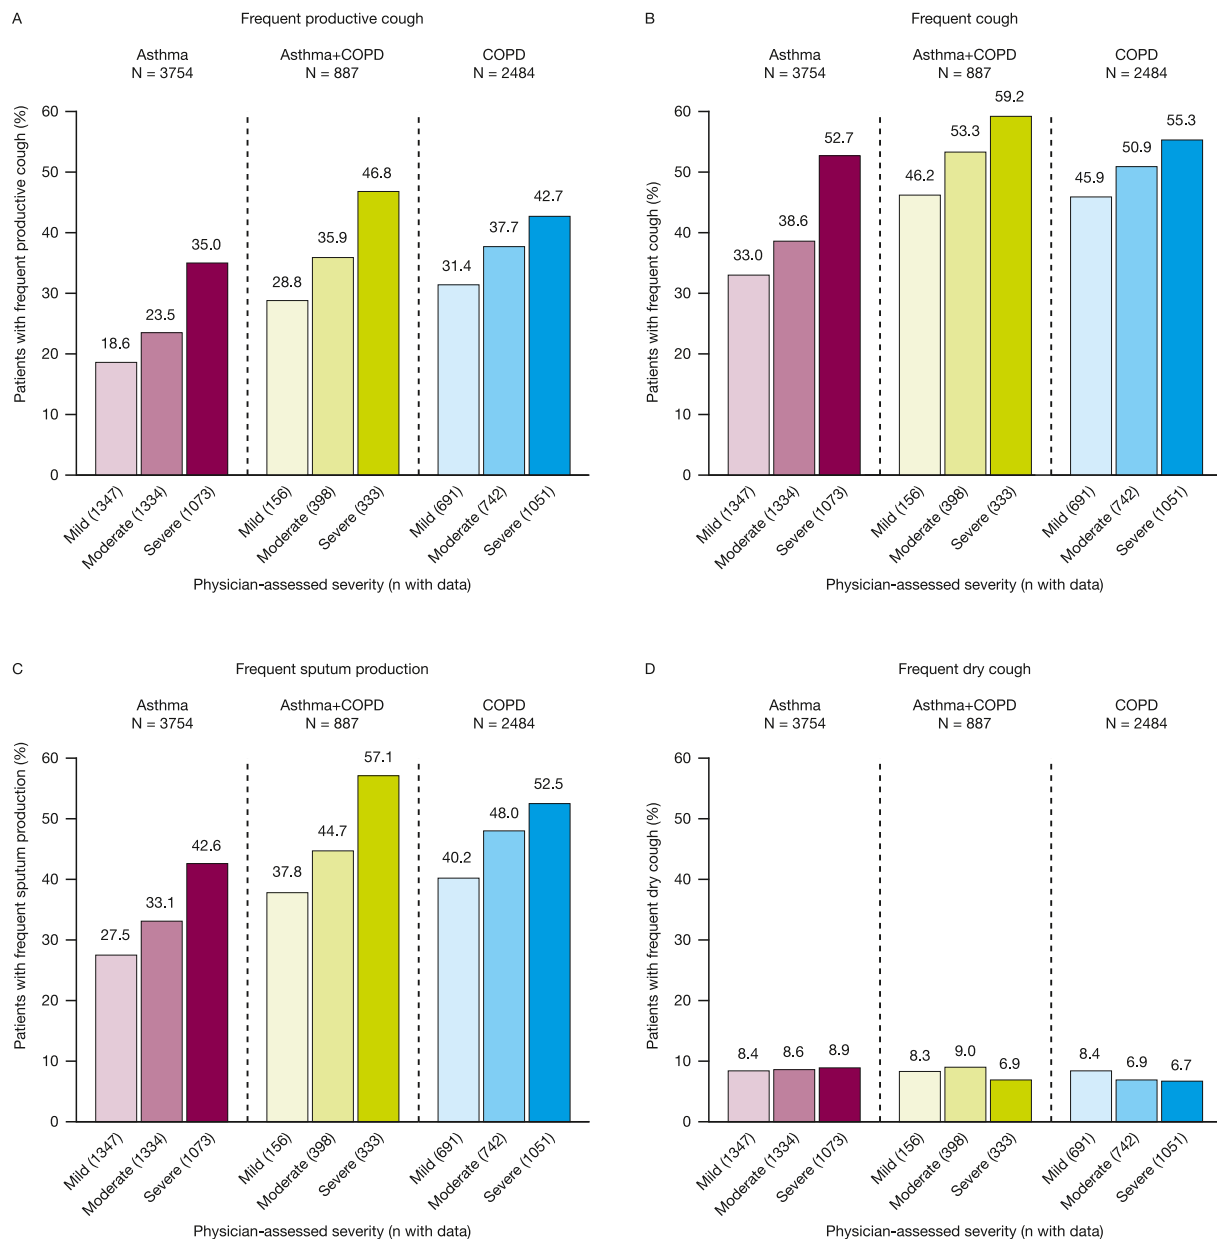 A
Frequent productive cough
Asthma
N = 3754
Asthma+COPD
N = 887
COPD
N = 2484
Patients with frequent productive cough (%)
60
50
40
30
20
10
0
18.6
23.5
35.0
28.8
35.9
46.8
31.4
37.7
42.7
Mild (1347)
Moderate (1334)
Severe (1073)
Mild (156)
Moderate (398)
Severe (333)
Mild (691)
Moderate (742)
Severe (1051)
Physician-assessed severity (n with data)
B
Frequent cough
Asthma
N = 3754
Asthma+COPD
N = 887
COPD
N = 2484
Patients with frequent cough (%)
60
50
40
30
20
10
0
33.0
38.6
52.7
46.2
53.3
59.2
45.9
50.9
55.3
Mild (1347)
Moderate (1334)
Severe (1073)
Mild (156)
Moderate (398)
Severe (333)
Mild (691)
Moderate (742)
Severe (1051)
Physician-assessed severity (n with data)
C
Frequent sputum production
Asthma
N = 3754
Asthma+COPD
N = 887
COPD
N = 2484
Patients with frequent sputum production (%)
60
50
40
30
20
10
0
27.5
33.1
42.6
37.8
44.7
57.1
40.2
48.0
52.5
Mild (1347)
Moderate (1334)
Severe (1073)
Mild (156)
Moderate (398)
Severe (333)
Mild (691)
Moderate (742)
Severe (1051)
Physician-assessed severity (n with data)
D
Frequent dry cough
Asthma
N = 3754
Asthma+COPD
N = 887
COPD
N = 2484
Patients with frequent dry cough (%)
60
50
40
30
20
10
0
8.4
8.6
8.9
8.3
9.0
6.9
8.4
6.9
6.7
Mild (1347)
Moderate (1334)
Severe (1073)
Mild (156)
Moderate (398)
Severe (333)
Mild (691)
Moderate (742)
Severe (1051)
Physician-assessed severity (n with data)